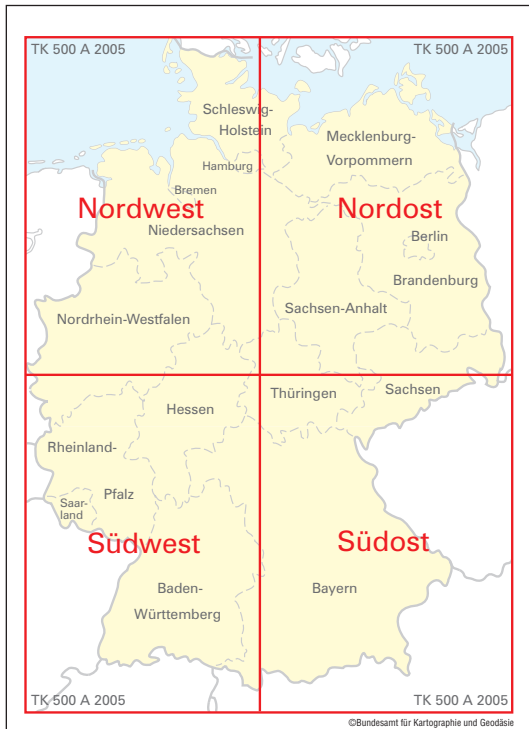 TK 500 A 2005
TK 500 A 2005
Schleswig-
Holstein
Mecklenburg-
Vorpommern
Hamburg
Bremen
Nordwest
Nordost
Niedersachsen
Berlin
Brandenburg
Sachsen-Anhalt
Nordrhein-Westfalen
Thüringen
Sachsen
Hessen
Rheinland-
Pfalz
Saar-
land
Südwest
Südost
Baden-
Württemberg
Bayern
TK 500 A 2005
TK 500 A 2005
©Bundesamt für Kartographie und Geodäsie